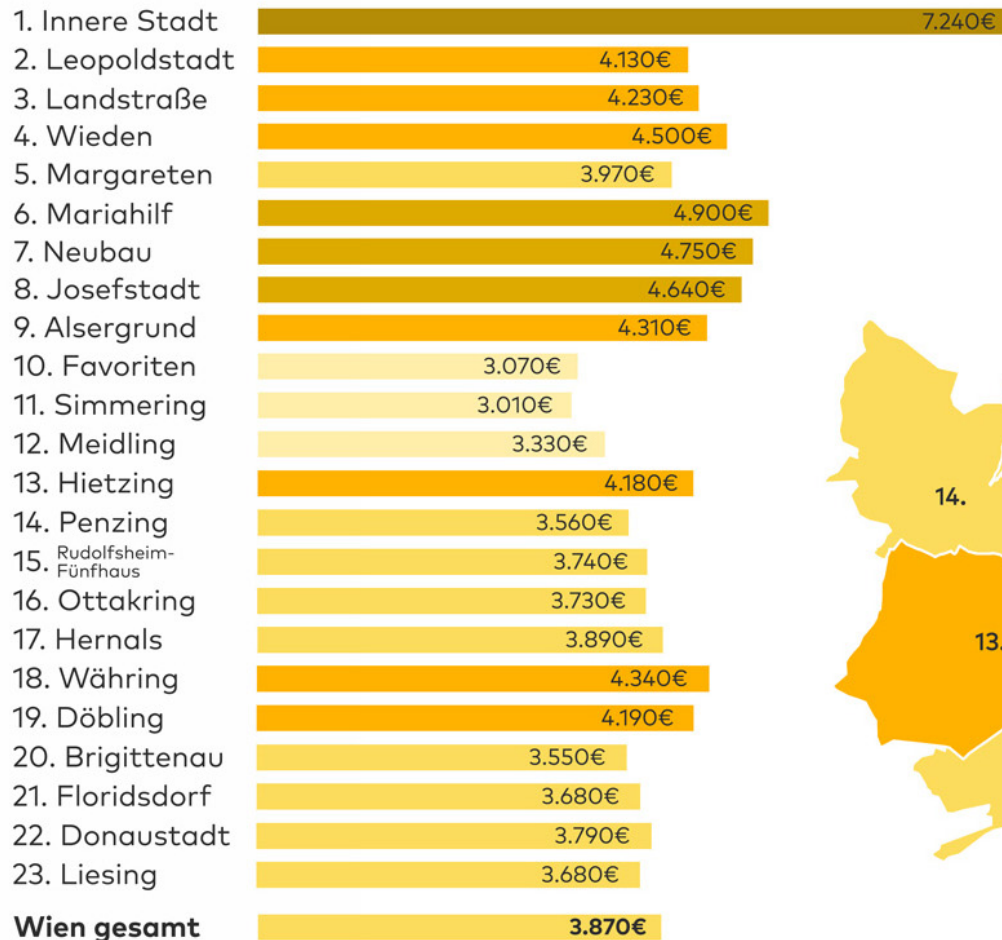 1. Innere Stadt 7.240€
2. Leopoldstadt 4.130€
3. Landstraße 4.230€
4. Wieden 4.500€
5. Margareten 3.970€
6. Mariahilf 4.900€
7. Neubau 4.750€
8. Josefstadt 4.640€
9. Alsergrund 4.310€
10. Favoriten 3.070€
11. Simmering 3.010€
12. Meidling 3.330€
13. Hietzing 4.180€
14. Penzing 3.560€
15. Rudolfsheim-
Fünfhaus 3.740€
16. Ottakring 3.730€
17. Hernals 3.890€
18. Währing 4.340€
19. Döbling 4.190€
20. Brigittenau 3.550€
21. Floridsdorf 3.680€
22. Donaustadt 3.790€
23. Liesing 3.680€
Wien gesamt 3.870€
14.
13.